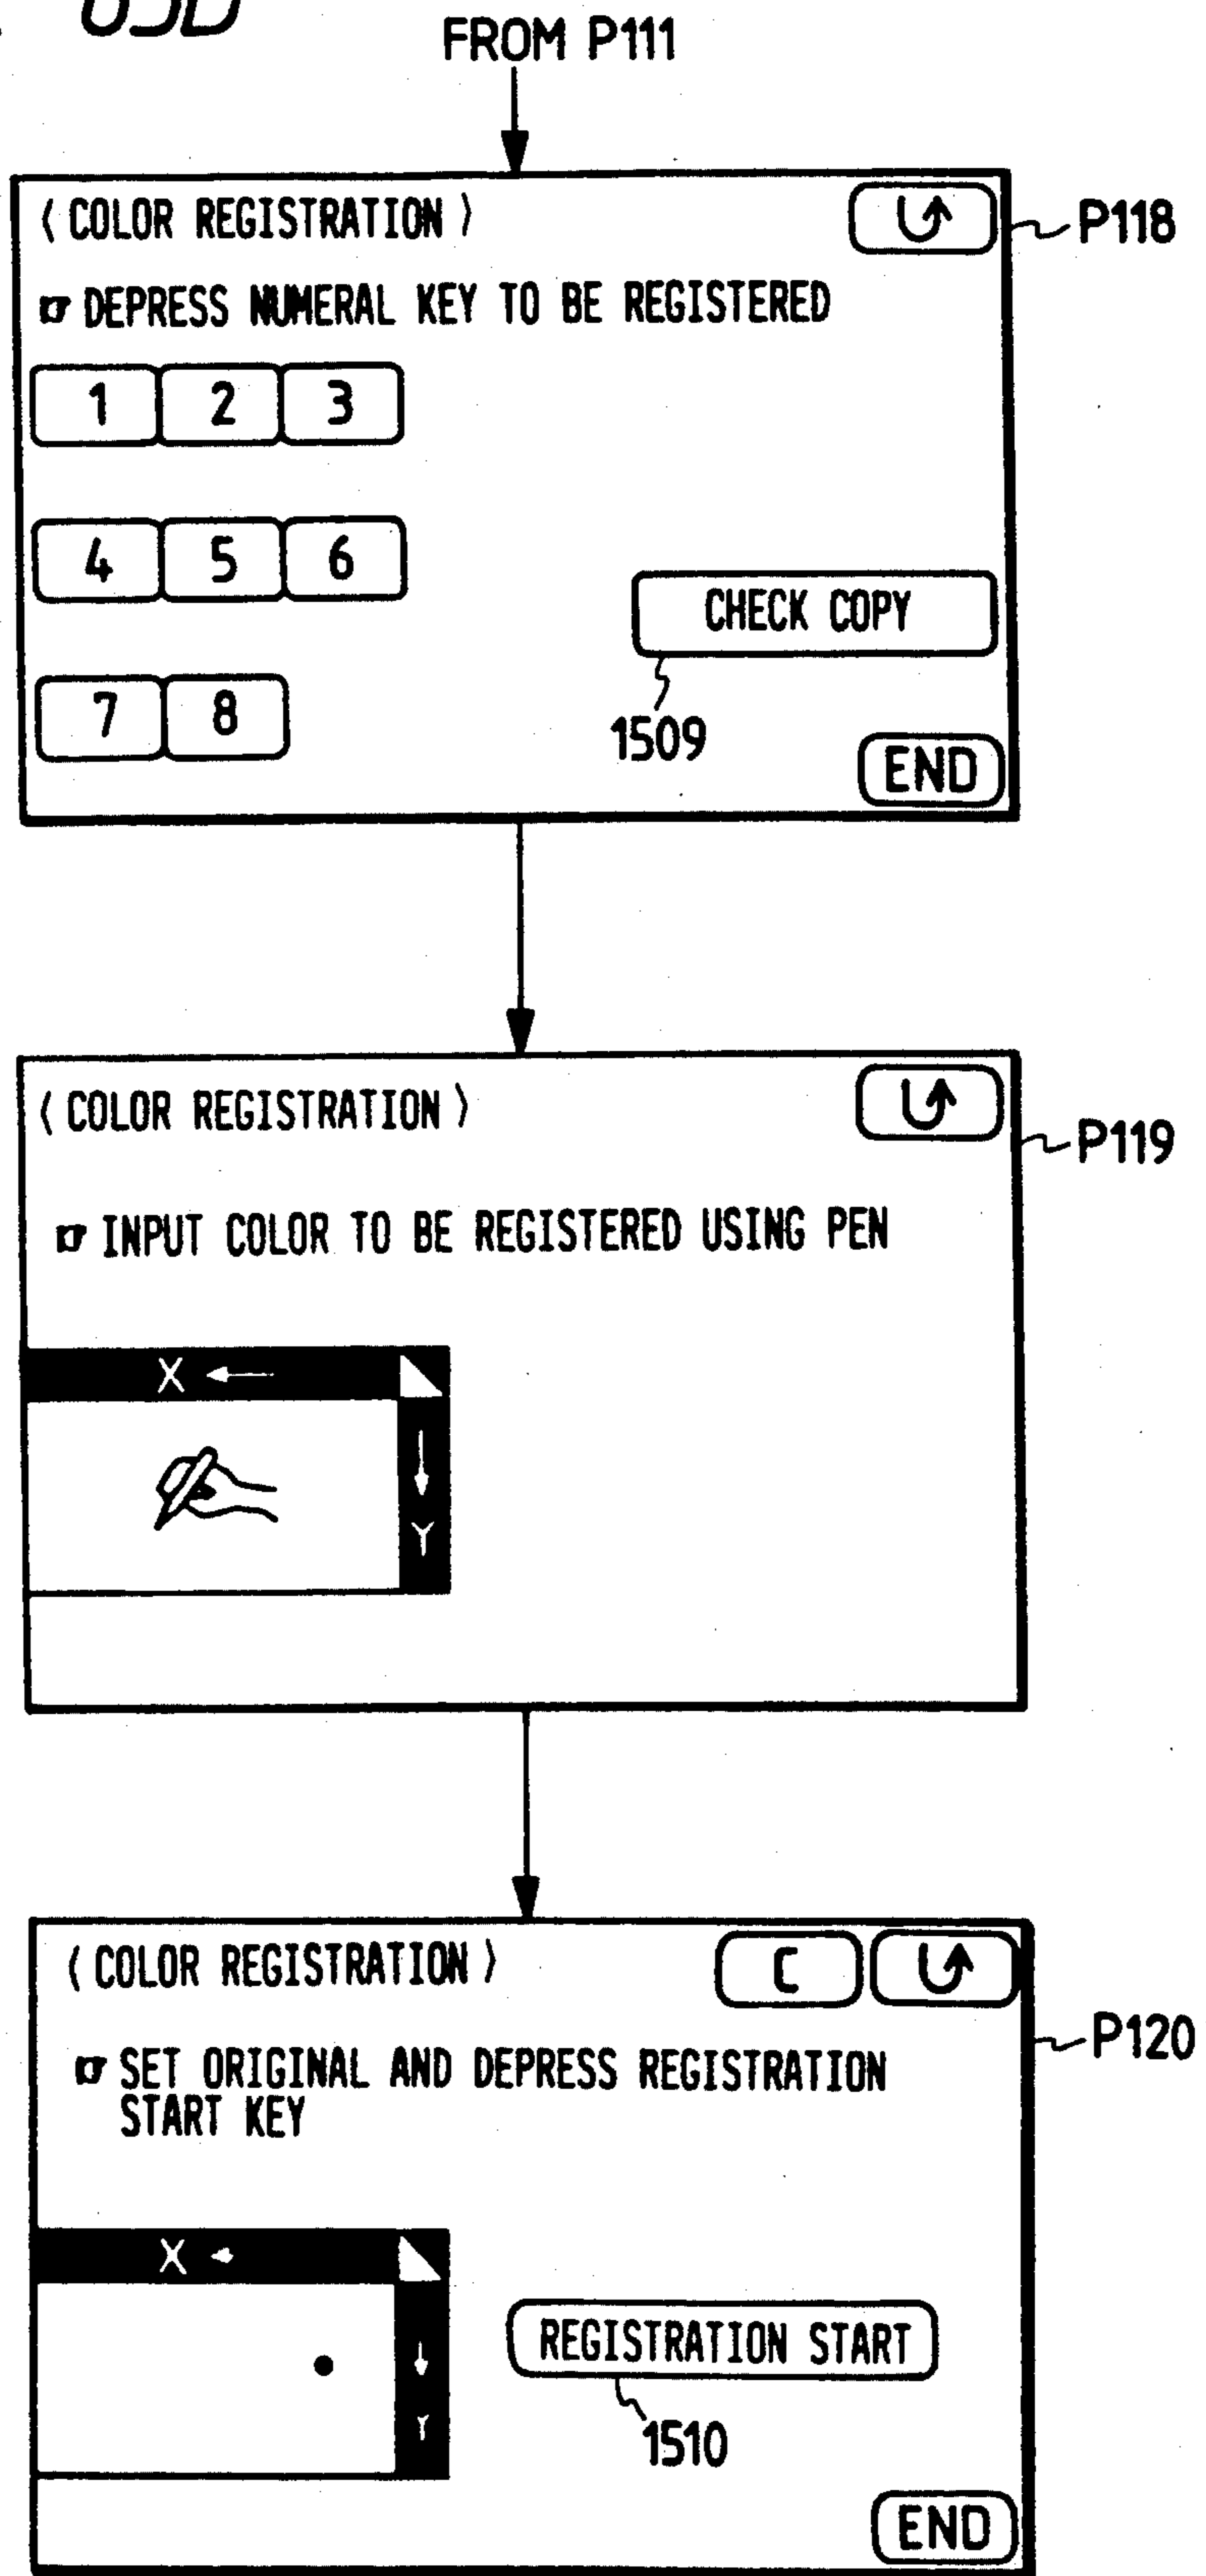 FROM P111
⟨ COLOR REGISTRATION ⟩
P118
☞ DEPRESS NUMERAL KEY TO BE REGISTERED
1 2 3
4 5 6
CHECK COPY
7 8
1509
END
⟨ COLOR REGISTRATION ⟩
P119
☞ INPUT COLOR TO BE REGISTERED USING PEN
X ←
↓
Y
⟨ COLOR REGISTRATION ⟩
C
P120
☞ SET ORIGINAL AND DEPRESS REGISTRATION
START KEY
X ←
↓
Y
REGISTRATION START
1510
END